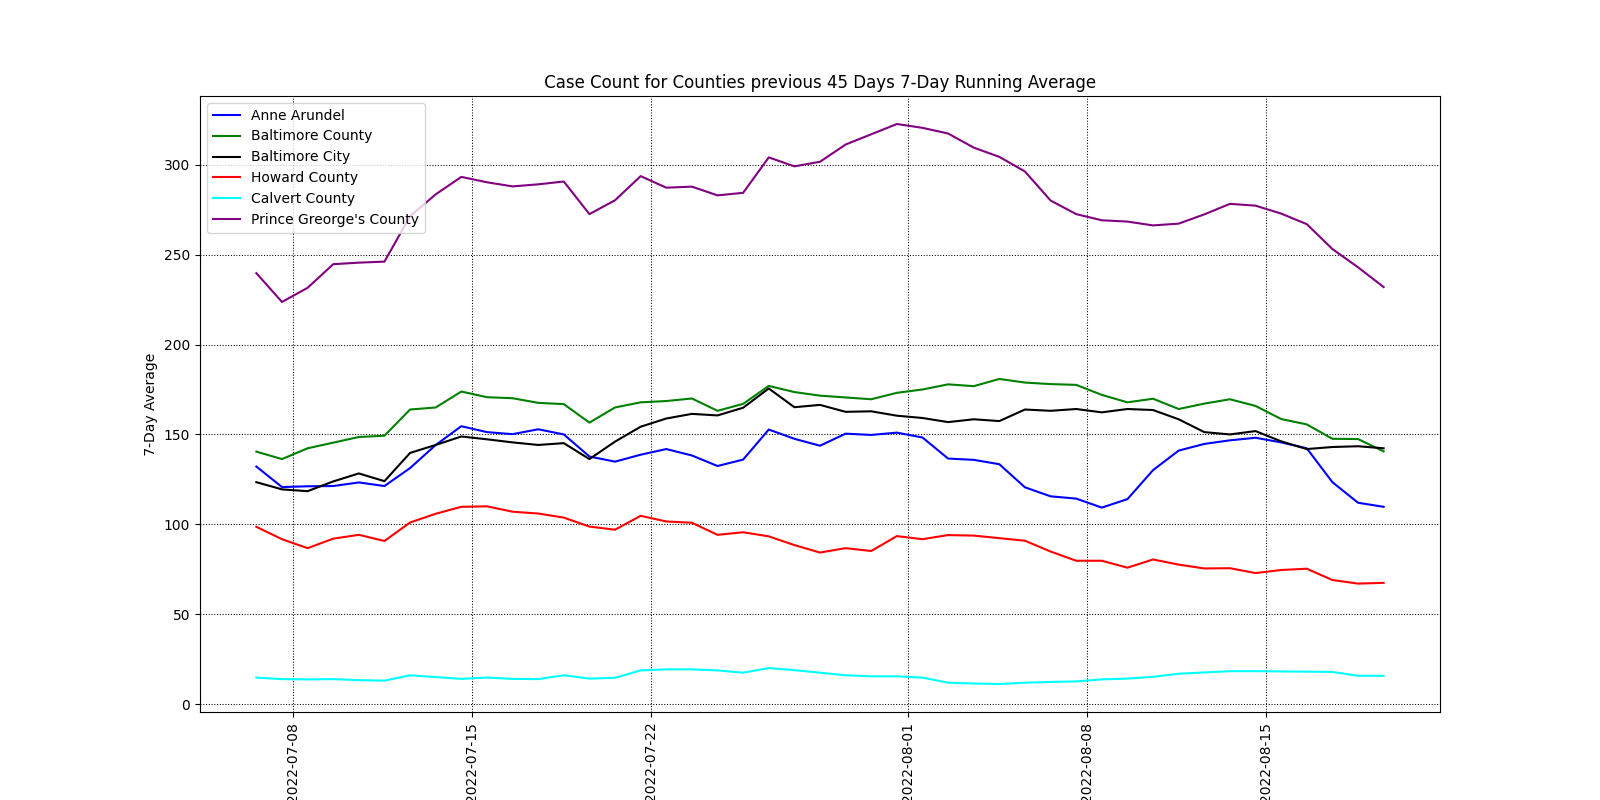 Case Count for Counties previous 45 Days 7-Day Running Average
Anne Arundel
Baltimore County
Baltimore City
Howard County
Calvert County
Prince Greorge's County
7-Day Average
300
250
200
150
100
50
0
2022-07-08
2022-07-15
2022-07-22
2022-08-01
2022-08-08
2022-08-15